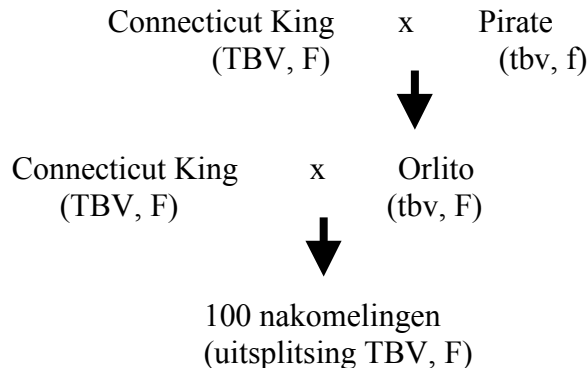 Connecticut King x Pirate
(TBV, F) (tbv, f)
Connecticut King x Orlito
(TBV, F) (tbv, F)
100 nakomelingen
(uitsplitsing TBV, F)